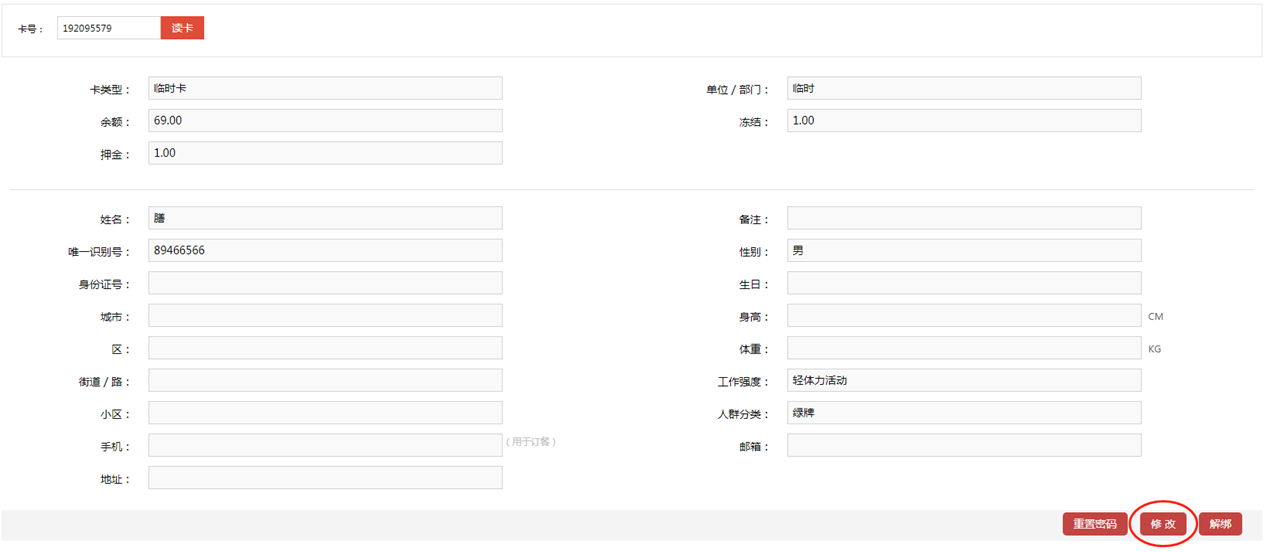 卡号： 192095579 读卡
卡类型： 临时卡 单位 / 部门： 临时
余额： 69.00 冻结： 1.00
押金： 1.00
姓名： 膳 备注：
唯一识别号： 89466566 性别： 男
身份证号： 生日：
城市： 身高： CM
区： 体重： KG
街道 / 路： 工作强度： 轻体力活动
小区： 人群分类： 绿牌
手机： （用于订餐） 邮箱：
地址：
重置密码 修 改 解绑